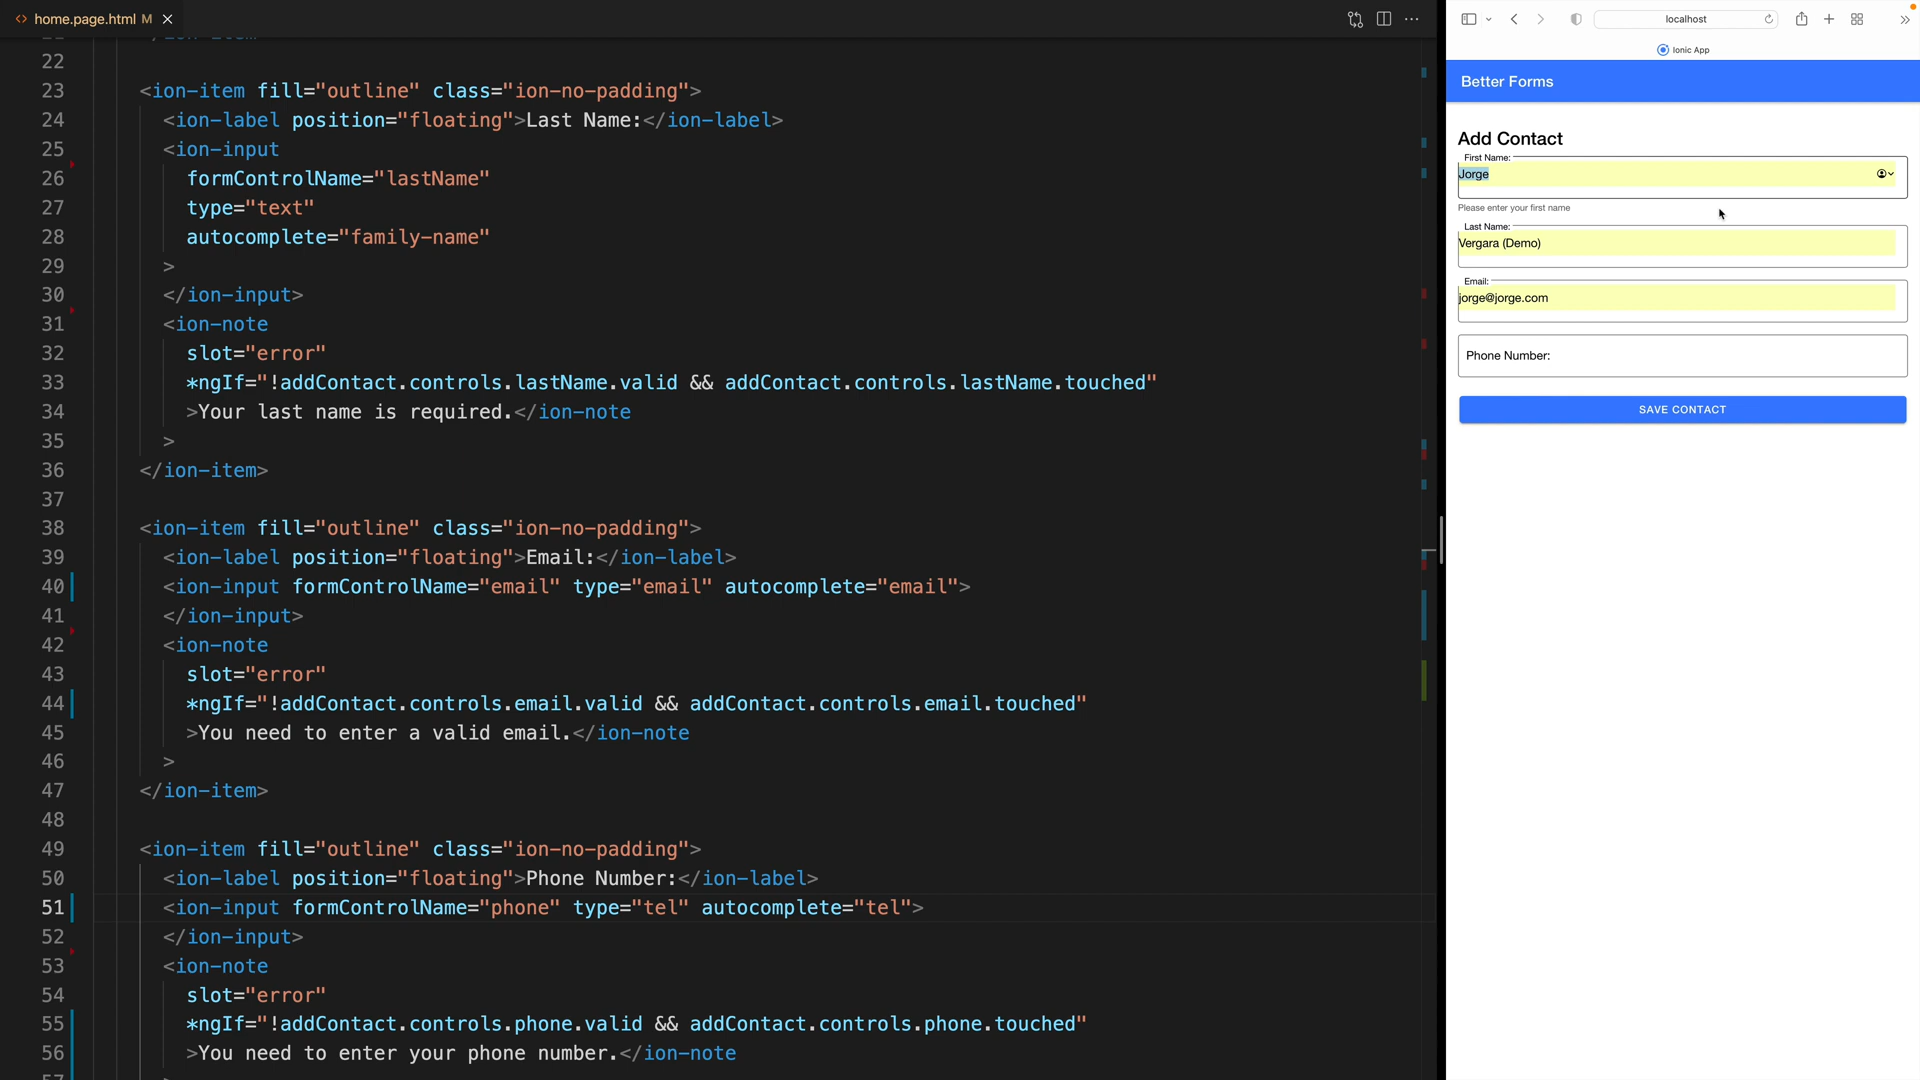 home.page.html M
22
23 <ion-item fill="outline" class="ion-no-padding">
24 <ion-label position="floating">Last Name:</ion-label>
25 <ion-input
26 formControlName="lastName"
27 type="text"
28 autocomplete="family-name"
29 >
30 </ion-input>
31 <ion-note
32 slot="error"
33 *ngIf="!addContact.controls.lastName.valid && addContact.controls.lastName.touched"
34 >Your last name is required.</ion-note
35 >
36 </ion-item>
37
38 <ion-item fill="outline" class="ion-no-padding">
39 <ion-label position="floating">Email:</ion-label>
40 <ion-input formControlName="email" type="email" autocomplete="email">
41 </ion-input>
42 <ion-note
43 slot="error"
44 *ngIf="!addContact.controls.email.valid && addContact.controls.email.touched"
45 >You need to enter a valid email.</ion-note
46 >
47 </ion-item>
48
49 <ion-item fill="outline" class="ion-no-padding">
50 <ion-label position="floating">Phone Number:</ion-label>
51 <ion-input formControlName="phone" type="tel" autocomplete="tel">
52 </ion-input>
53 <ion-note
54 slot="error"
55 *ngIf="!addContact.controls.phone.valid && addContact.controls.phone.touched"
56 >You need to enter your phone number.</ion-note
localhost
Ionic App
Better Forms
Add Contact
First Name:
Jorge
Please enter your first name
Last Name:
Vergara (Demo)
Email:
jorge@jorge.com
Phone Number:
SAVE CONTACT